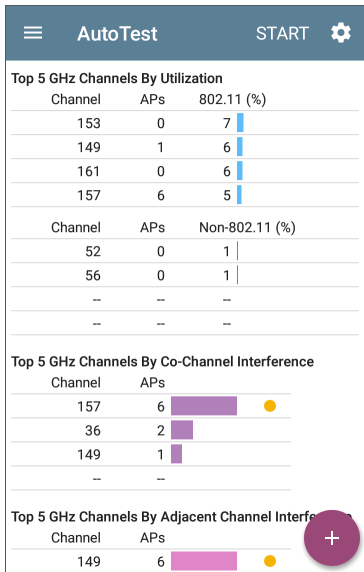 AutoTest START
Top 5 GHz Channels By Utilization
Channel APs 802.11 (%)
153 0 7
149 1 6
161 0 6
157 6 5
Channel APs Non-802.11 (%)
52 0 1
56 0 1
-- -- --
-- -- --
Top 5 GHz Channels By Co-Channel Interference
Channel APs
157 6
36 2
149 1
-- --
Top 5 GHz Channels By Adjacent Channel
Channel APs
149 6